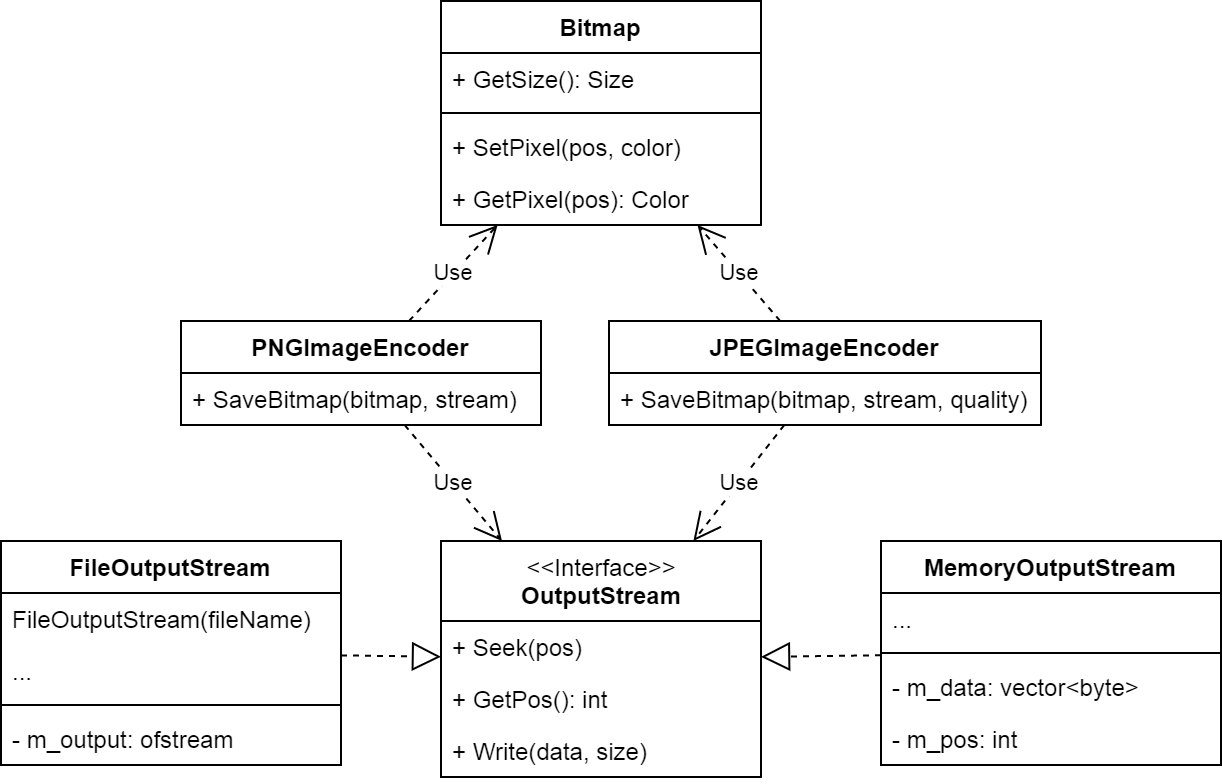 Bitmap
+ GetSize(): Size
+ SetPixel(pos, color)
+ GetPixel(pos): Color
Use
Use
PNGImageEncoder
+ SaveBitmap(bitmap, stream)
JPEGImageEncoder
+ SaveBitmap(bitmap, stream, quality)
Use
Use
FileOutputStream
FileOutputStream(fileName)
...
- m_output: ofstream
<<Interface>>
OutputStream
+ Seek(pos)
+ GetPos(): int
+ Write(data, size)
MemoryOutputStream
...
- m_data: vector<byte>
- m_pos: int